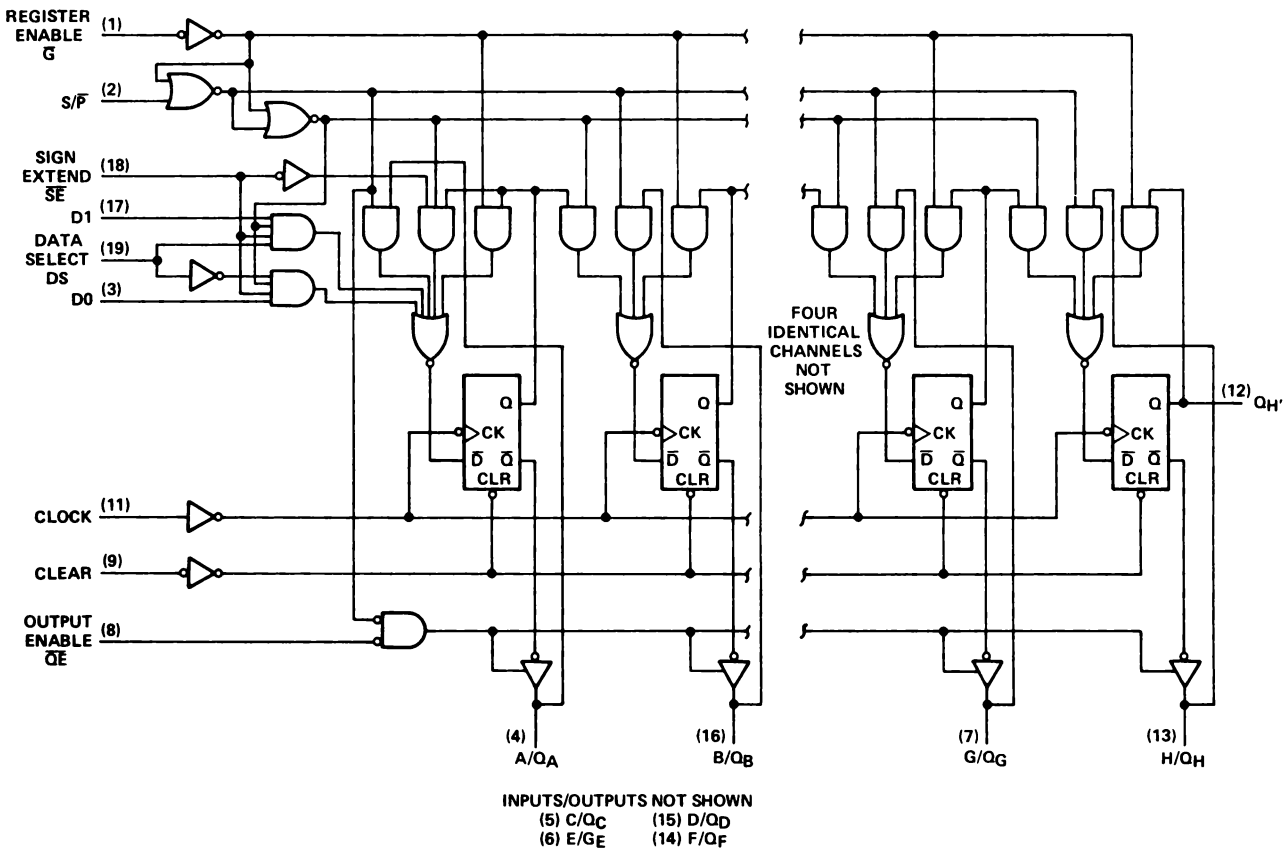 REGISTER
ENABLE
G̅
(1)
S/P̅
(2)
SIGN
EXTEND
S̅E̅
(18)
D1
(17)
DATA
SELECT
DS
(19)
D0
(3)
FOUR
IDENTICAL
CHANNELS
NOT
SHOWN
Q
CK
D̅ Q̅
CLR
Q
CK
D̅ Q̅
CLR
Q
CK
D̅ Q̅
CLR
Q
CK
D̅ Q̅
CLR
(12)
QH'
CLOCK
(11)
CLEAR
(9)
OUTPUT
ENABLE
Q̅E̅
(8)
(4)
A/QA
(16)
B/QB
(7)
G/QG
(13)
H/QH
INPUTS/OUTPUTS NOT SHOWN
(5) C/QC (15) D/QD
(6) E/GE (14) F/QF